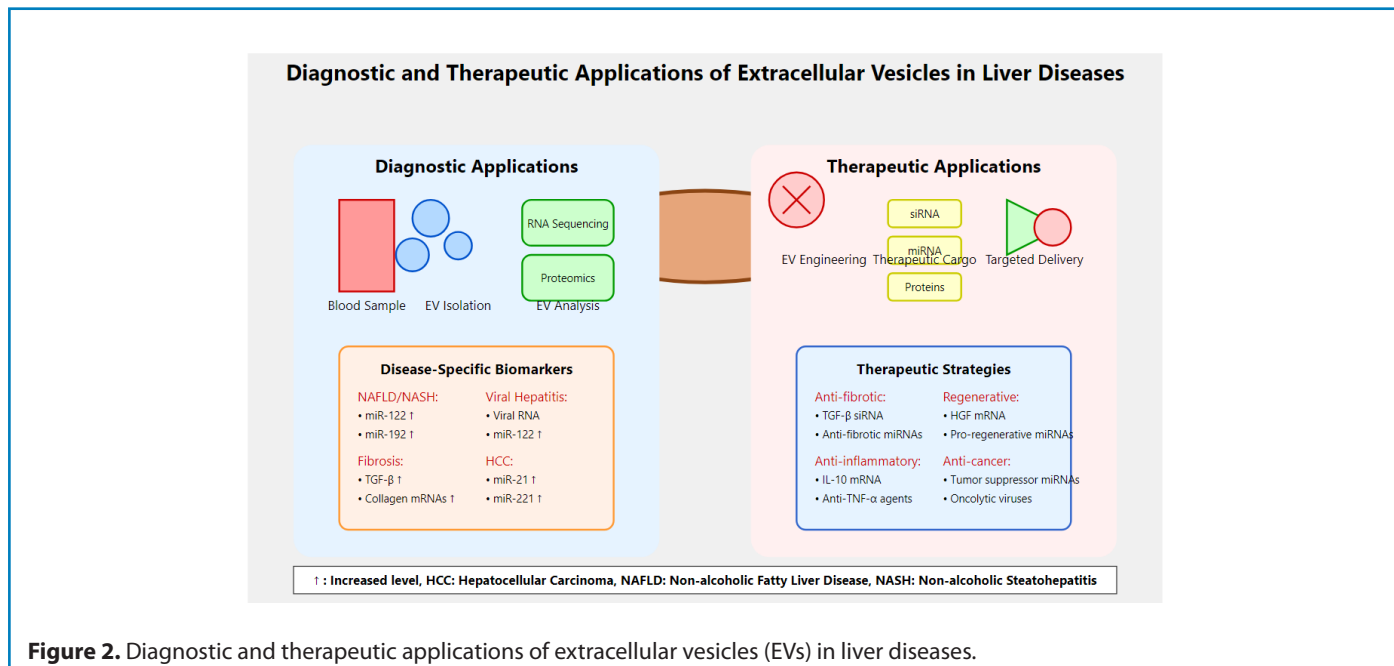 Diagnostic and Therapeutic Applications of Extracellular Vesicles in Liver Diseases
Diagnostic Applications
RNA Sequencing
Proteomics
Blood Sample
EV Isolation
EV Analysis
Disease-Specific Biomarkers
NAFLD/NASH:
• miR-122 ↑
• miR-192 ↑
Viral Hepatitis:
• Viral RNA
• miR-122 ↑
Fibrosis:
• TGF-β ↑
• Collagen mRNAs ↑
HCC:
• miR-21 ↑
• miR-221 ↑
Therapeutic Applications
siRNA
miRNA
Proteins
EV Engineering
Therapeutic Cargo
Targeted Delivery
Therapeutic Strategies
Anti-fibrotic:
• TGF-β siRNA
• Anti-fibrotic miRNAs
Regenerative:
• HGF mRNA
• Pro-regenerative miRNAs
Anti-inflammatory:
• IL-10 mRNA
• Anti-TNF-α agents
Anti-cancer:
• Tumor suppressor miRNAs
• Oncolytic viruses
↑ : Increased level, HCC: Hepatocellular Carcinoma, NAFLD: Non-alcoholic Fatty Liver Disease, NASH: Non-alcoholic Steatohepatitis
Figure 2. Diagnostic and therapeutic applications of extracellular vesicles (EVs) in liver diseases.